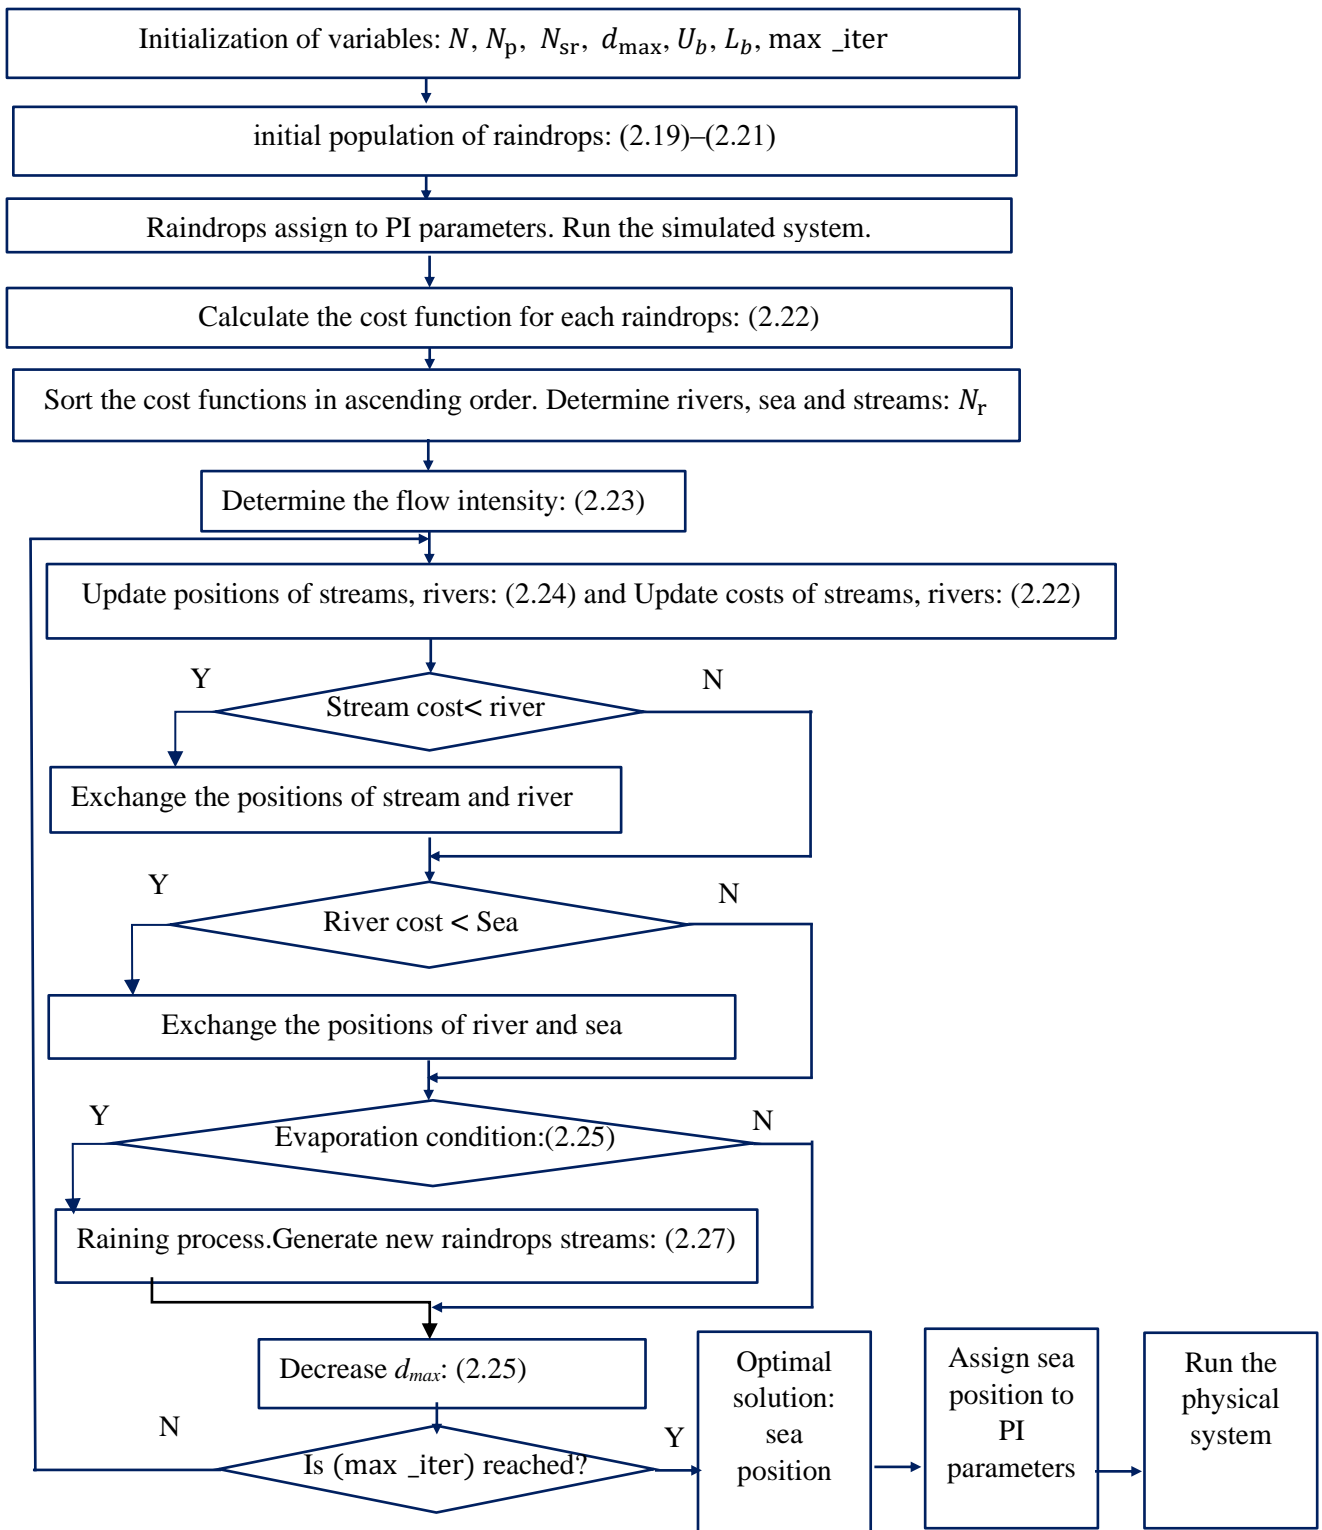 Initialization of variables: N, Np, Nsr, dmax, Ub, Lb, max _iter
initial population of raindrops: (2.19)–(2.21)
Raindrops assign to PI parameters. Run the simulated system.
Calculate the cost function for each raindrops: (2.22)
Sort the cost functions in ascending order. Determine rivers, sea and streams: Nr
Determine the flow intensity: (2.23)
Update positions of streams, rivers: (2.24) and Update costs of streams, rivers: (2.22)
Y
N
Stream cost< river
Exchange the positions of stream and river
Y
N
River cost < Sea
Exchange the positions of river and sea
Y
N
Evaporation condition:(2.25)
Raining process.Generate new raindrops streams: (2.27)
Decrease dmax: (2.25)
N
Y
Is (max _iter) reached?
Optimal
solution:
sea
position
Assign sea
position to
PI
parameters
Run the
physical
system